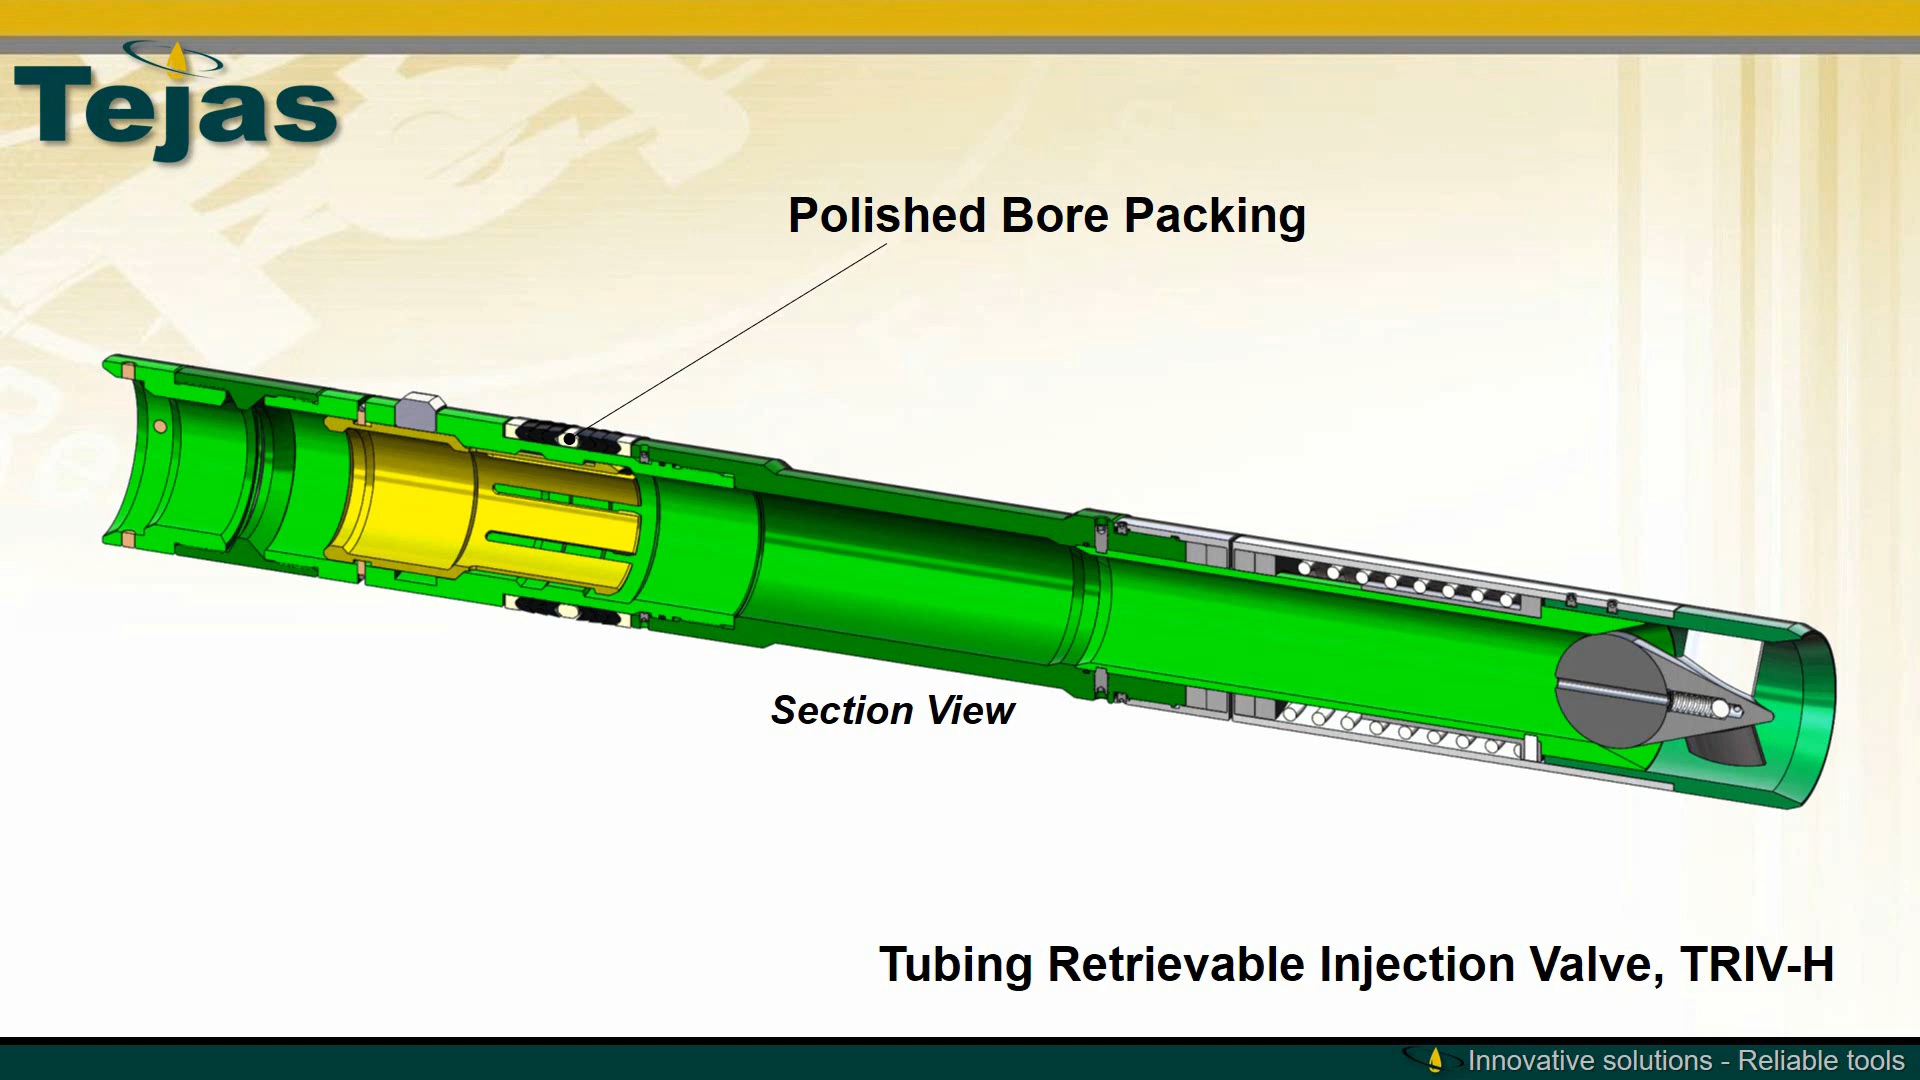 Tejas
Polished Bore Packing
Section View
Tubing Retrievable Injection Valve, TRIV-H
Innovative solutions - Reliable tools